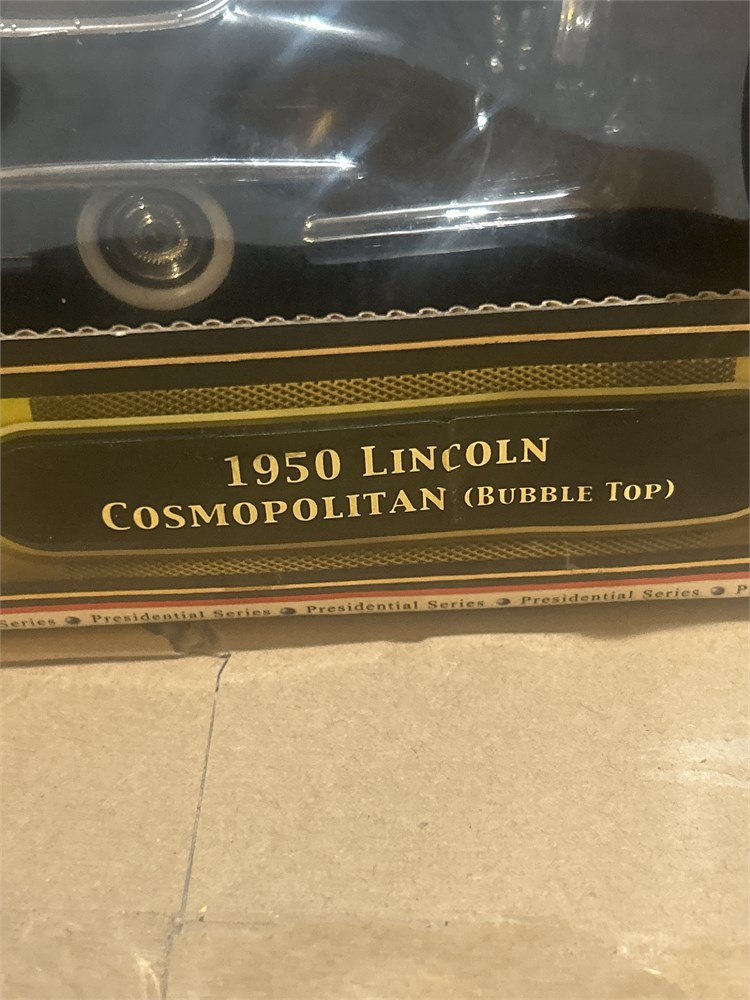 1950 Lincoln
Cosmopolitan (Bubble Top)
Series • Presidential Series • Presidential Series • Presidential Series • P